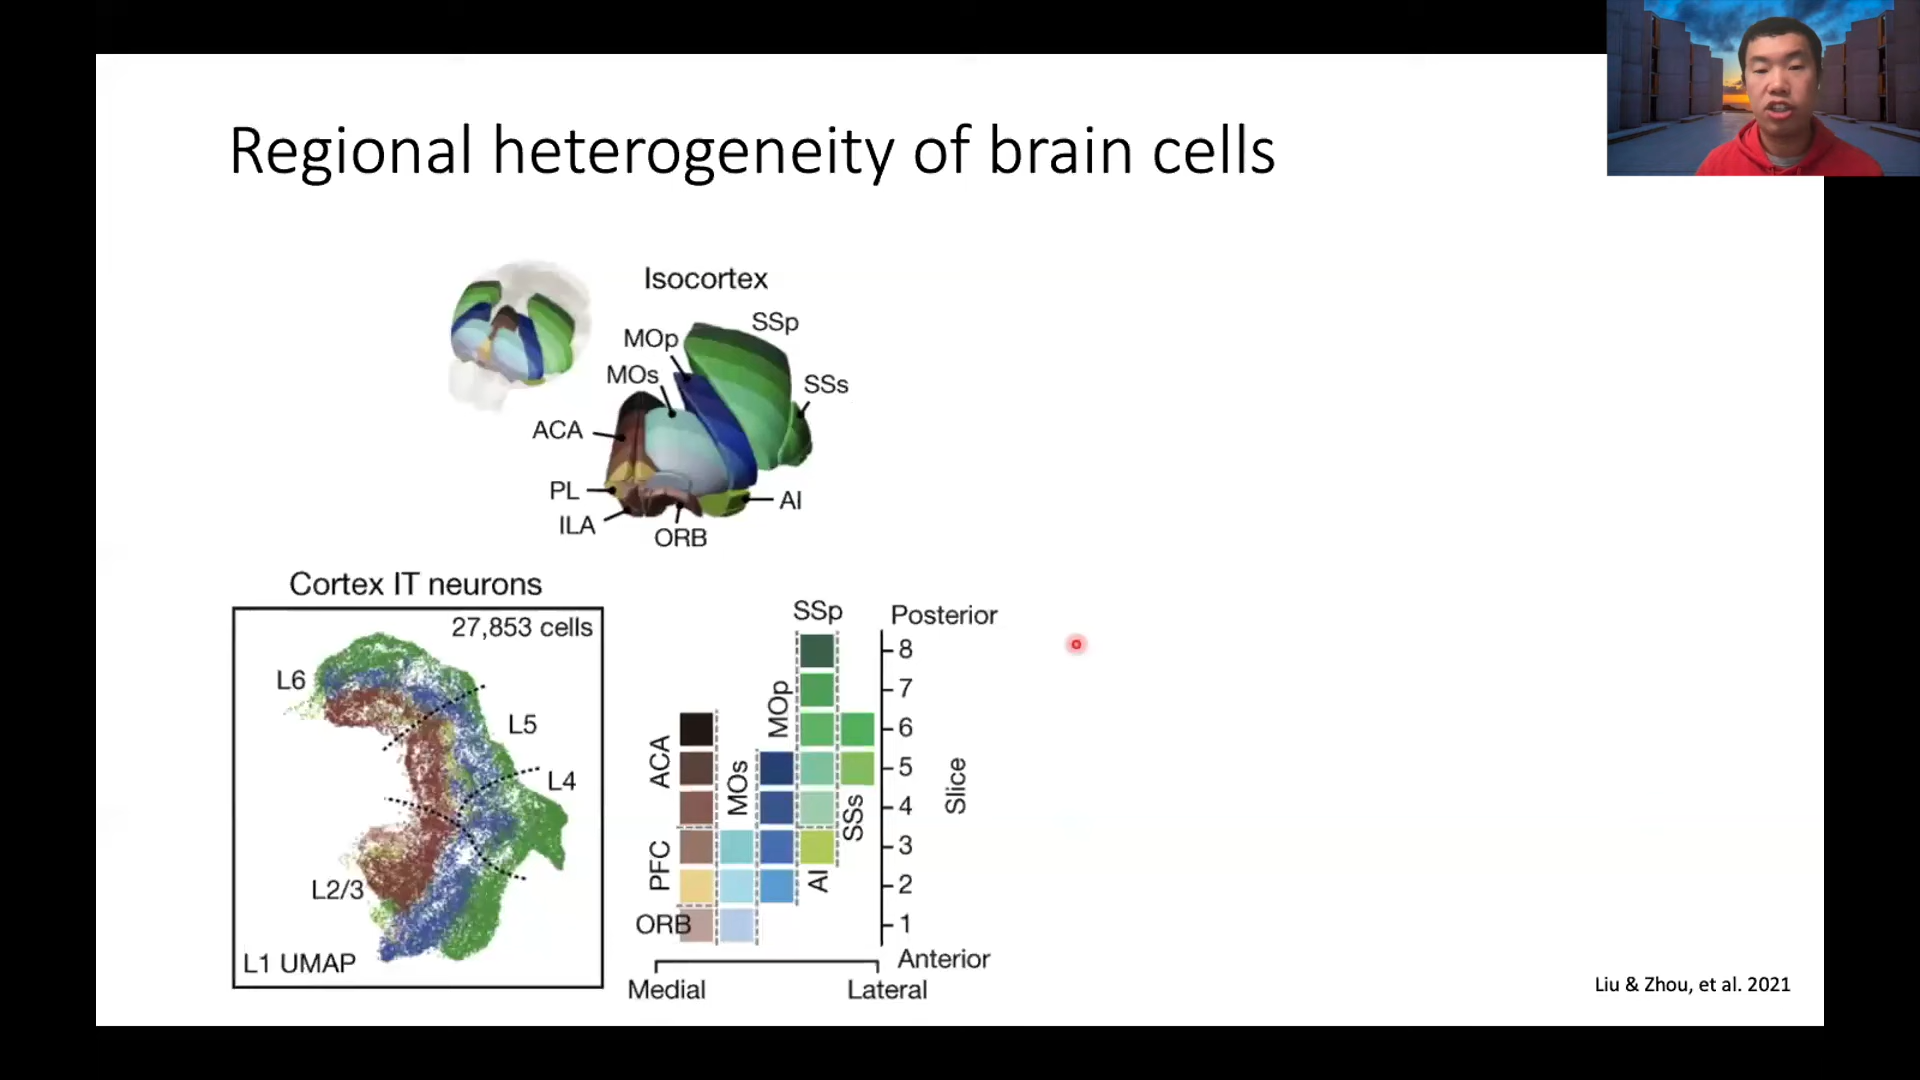 Regional heterogeneity of brain cells
Isocortex
SSp
MOp
MOs
SSs
ACA
PL
AI
ILA
ORB
Cortex IT neurons
27,853 cells
L6
L5
L4
L2/3
L1 UMAP
SSp
Posterior
8
7
MOp
6
ACA
MOs
5
Slice
4
SSs
3
PFC
AI
2
ORB
1
Anterior
Medial
Lateral
Liu & Zhou, et al. 2021